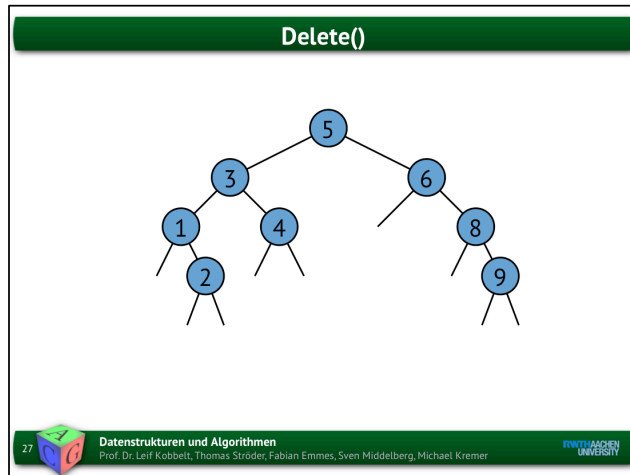 Delete()
5
3 6
1 4 8
2 9
27
A
C G
Datenstrukturen und Algorithmen
Prof. Dr. Leif Kobbelt, Thomas Ströder, Fabian Emmes, Sven Middelberg, Michael Kremer
RWTHAACHEN
UNIVERSITY